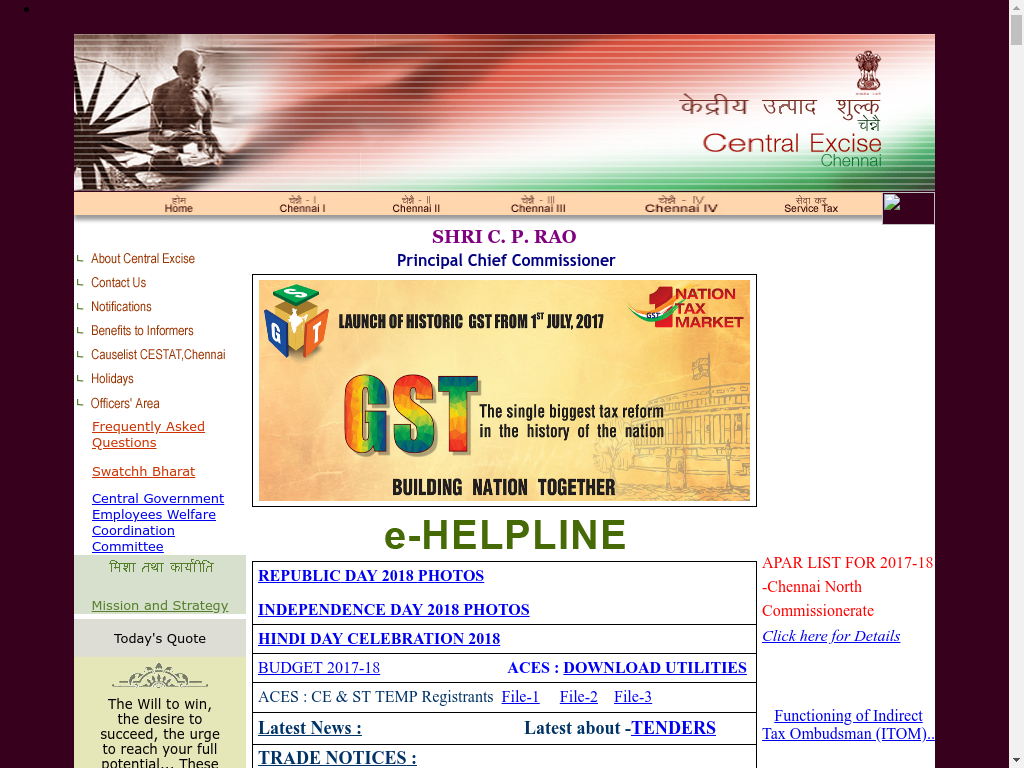 केद्रीय उत्पाद शुल्क
चेन्नै
Central Excise
Chennai
होम
Home
चेन्नै - I
Chennai I
चेन्नै - II
Chennai II
चेन्नै - III
Chennai III
चेन्नै - IV
Chennai IV
सेवा कर
Service Tax
SHRI C. P. RAO
Principal Chief Commissioner
About Central Excise
Contact Us
Notifications
Benefits to Informers
Causelist CESTAT,Chennai
Holidays
Officers' Area
Frequently Asked
Questions
Swatchh Bharat
Central Government
Employees Welfare
Coordination
Committee
Mission and Strategy
Today's Quote
The Will to win,
the desire to
succeed, the urge
to reach your full
potential... These
G S T
LAUNCH OF HISTORIC GST FROM 1ST JULY, 2017
GST
1 NATION
TAX
MARKET
GST
The single biggest tax reform
in the history of the nation
BUILDING NATION TOGETHER
e-HELPLINE
REPUBLIC DAY 2018 PHOTOS
INDEPENDENCE DAY 2018 PHOTOS
HINDI DAY CELEBRATION 2018
BUDGET 2017-18 ACES : DOWNLOAD UTILITIES
ACES : CE & ST TEMP Registrants File-1 File-2 File-3
Latest News : Latest about -TENDERS
TRADE NOTICES :
APAR LIST FOR 2017-18
-Chennai North
Commissionerate
Click here for Details
Functioning of Indirect
Tax Ombudsman (ITOM)..